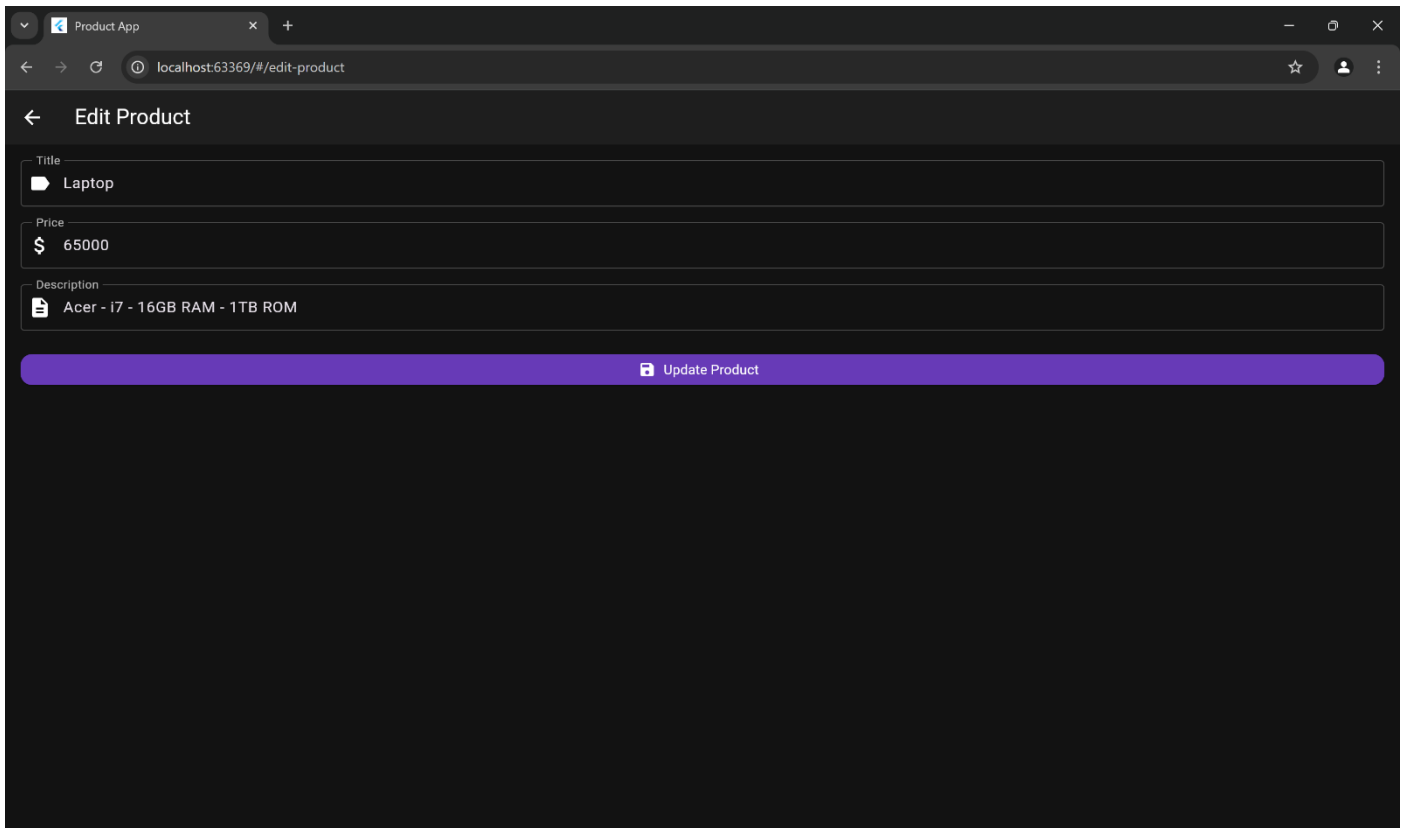 Product App
localhost:63369/#/edit-product
Edit Product
Title
Laptop
Price
$ 65000
Description
Acer - i7 - 16GB RAM - 1TB ROM
Update Product